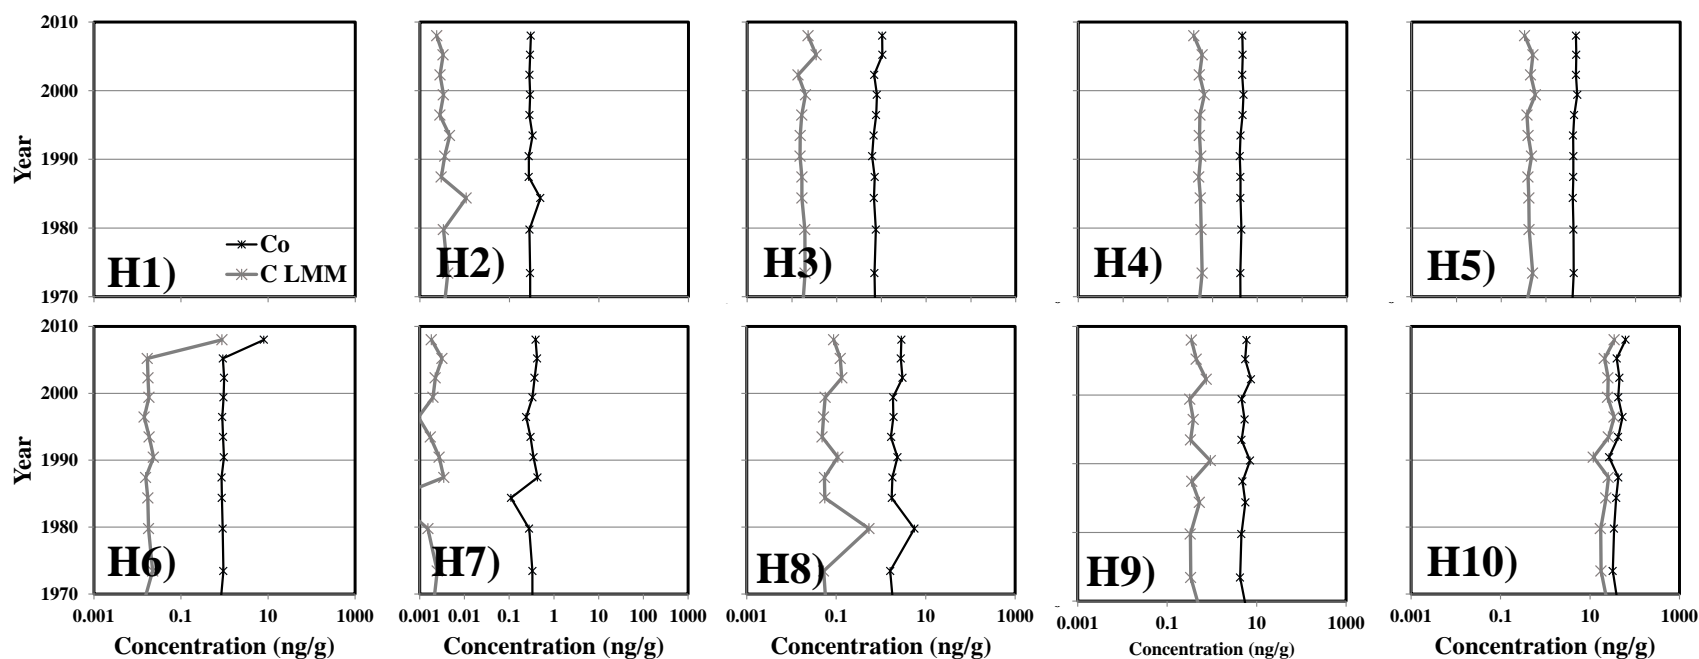 2010
2000
1990
1980
1970
Year
Co
C LMM
H1)
H2)
H3)
H4)
H5)
2010
2000
1990
1980
1970
Year
H6)
H7)
H8)
H9)
H10)
0.001 0.1 10 1000
0.001 0.01 0.1 1 10 100 1000
0.001 0.1 10 1000
0.001 0.1 10 1000
0.001 0.1 10 1000
Concentration (ng/g)
Concentration (ng/g)
Concentration (ng/g)
Concentration (ng/g)
Concentration (ng/g)